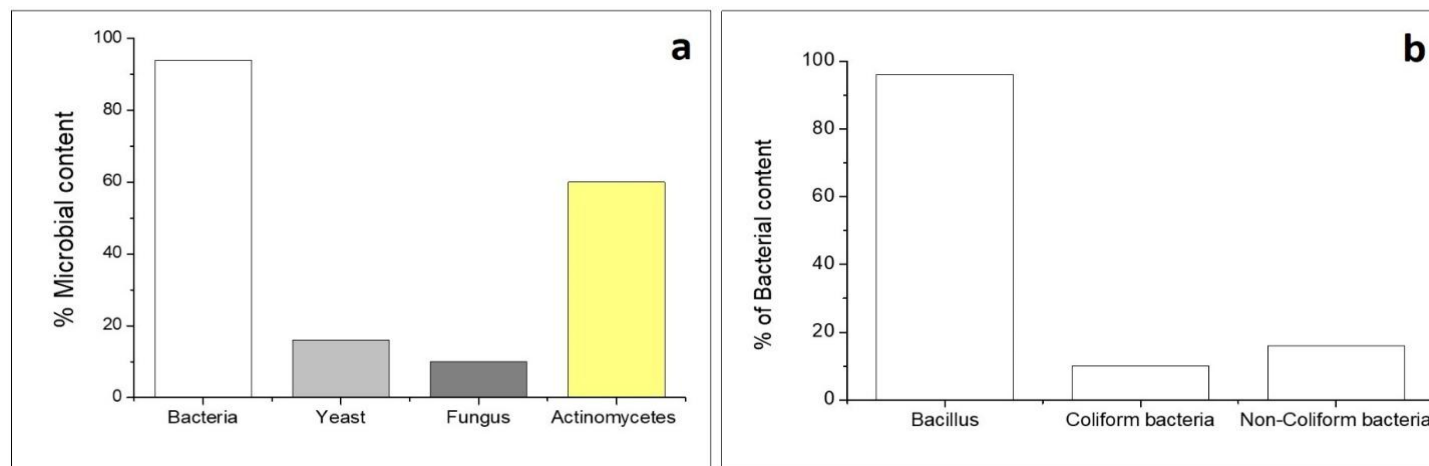 a
% Microbial content
100
80
60
40
20
0
Bacteria Yeast Fungus Actinomycetes
b
% of Bacterial content
100
80
60
40
20
0
Bacillus Coliform bacteria Non-Coliform bacteria